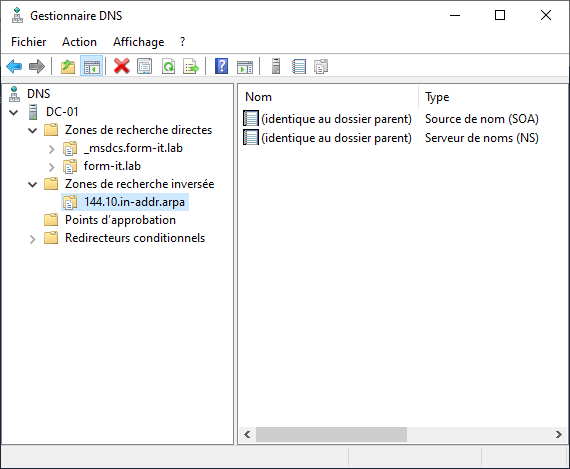 Gestionnaire DNS
Fichier Action Affichage ?
DNS
DC-01
Zones de recherche directes
_msdcs.form-it.lab
form-it.lab
Zones de recherche inversée
144.10.in-addr.arpa
Points d'approbation
Redirecteurs conditionnels
Nom Type
(identique au dossier parent) Source de nom (SOA)
(identique au dossier parent) Serveur de noms (NS)